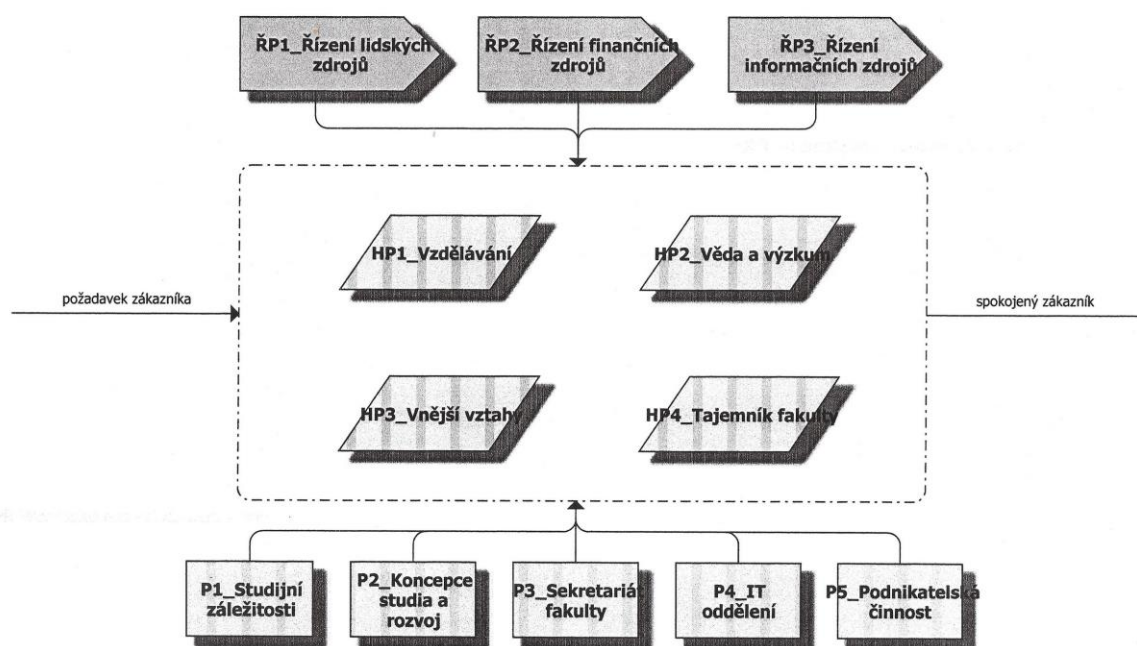 ŘP1_Řízení lidských
zdrojů
ŘP2_Řízení finančních
zdrojů
ŘP3_Řízení
informačních zdrojů
HP1_Vzdělávání
HP2_Věda a výzkum
požadavek zákazníka
spokojený zákazník
HP3_Vnější vztahy
HP4_Tajemník fakulty
P1_Studijní
záležitosti
P2_Koncepce
studia a
rozvoj
P3_Sekretariát
fakulty
P4_IT
oddělení
P5_Podnikatelská
činnost